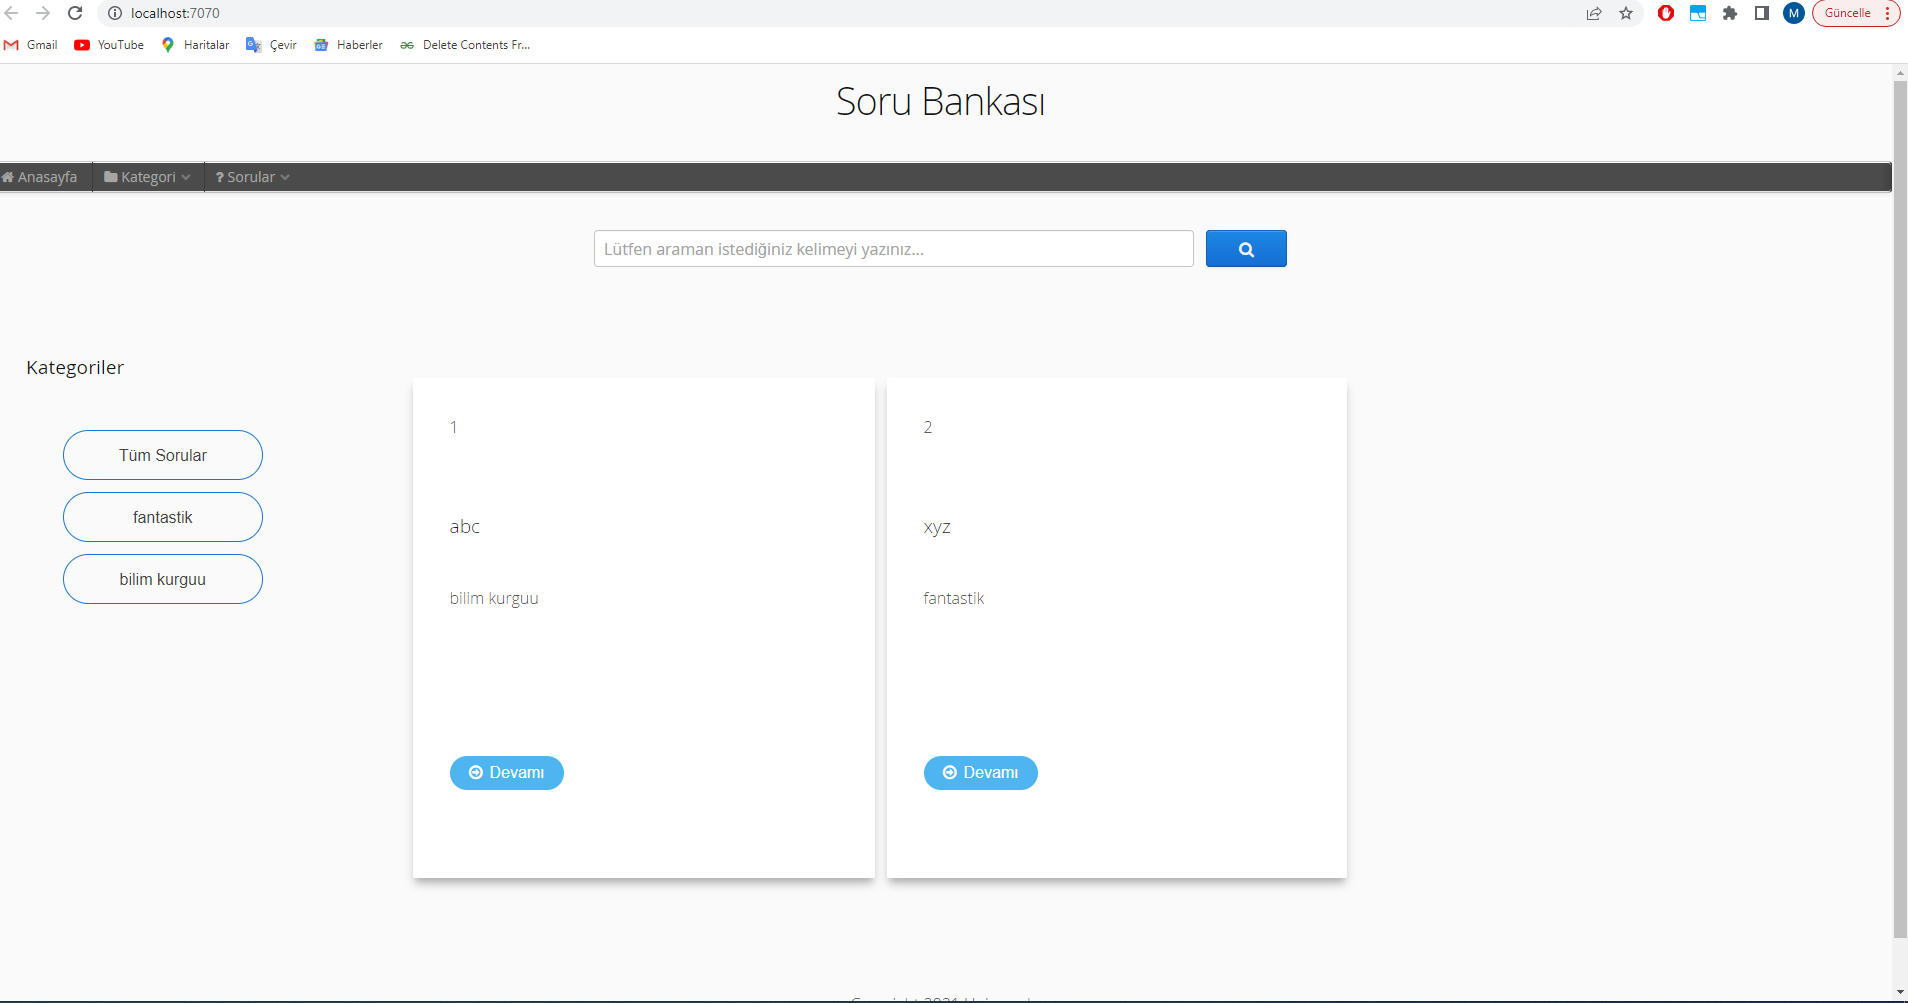 localhost:7070
M
Güncelle
Gmail
YouTube
Haritalar
Çevir
Haberler
Delete Contents Fr...
Soru Bankası
Anasayfa
Kategori
? Sorular
Lütfen araman istediğiniz kelimeyi yazınız...
Kategoriler
Tüm Sorular
fantastik
bilim kurguu
1
abc
bilim kurguu
Devamı
2
xyz
fantastik
Devamı